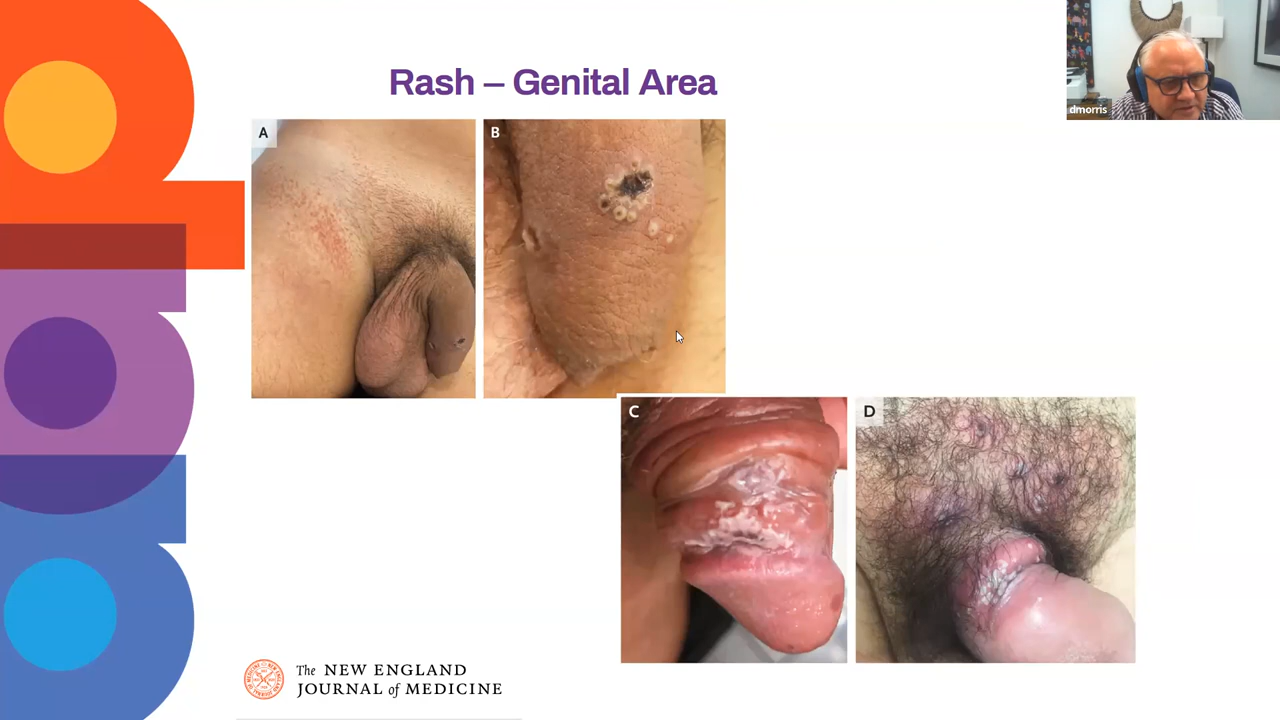 Rash – Genital Area
dmorris
A
B
C
D
The NEW ENGLAND
JOURNAL of MEDICINE